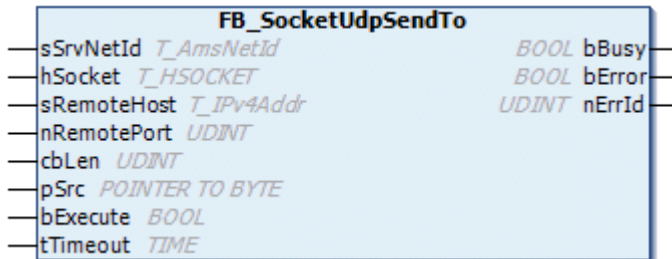 FB_SocketUdpSendTo
sSrvNetId T_AmsNetId BOOL bBusy
hSocket T_HSOCKET BOOL bError
sRemoteHost T_IPv4Addr UDINT nErrId
nRemotePort UDINT
cbLen UDINT
pSrc POINTER TO BYTE
bExecute BOOL
tTimeout TIME